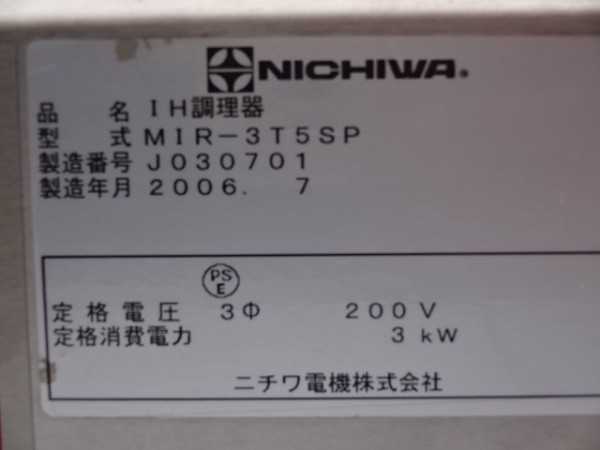 NICHIWA®
品名 IH調理器
型式 MIR-3T5SP
製造番号 J030701
製造年月 2006. 7
PS
E
定格電圧 3Φ 200V
定格消費電力 3kW
ニチワ電機株式会社